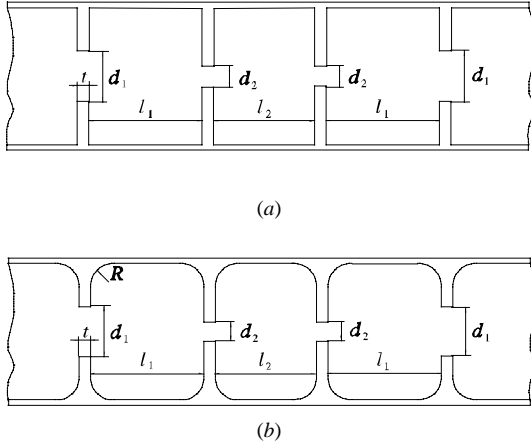 t d₁ d₂ d₂ d₁
l₁ l₂ l₁
(a)
R
t d₁ d₂ d₂ d₁
l₁ l₂ l₁
(b)